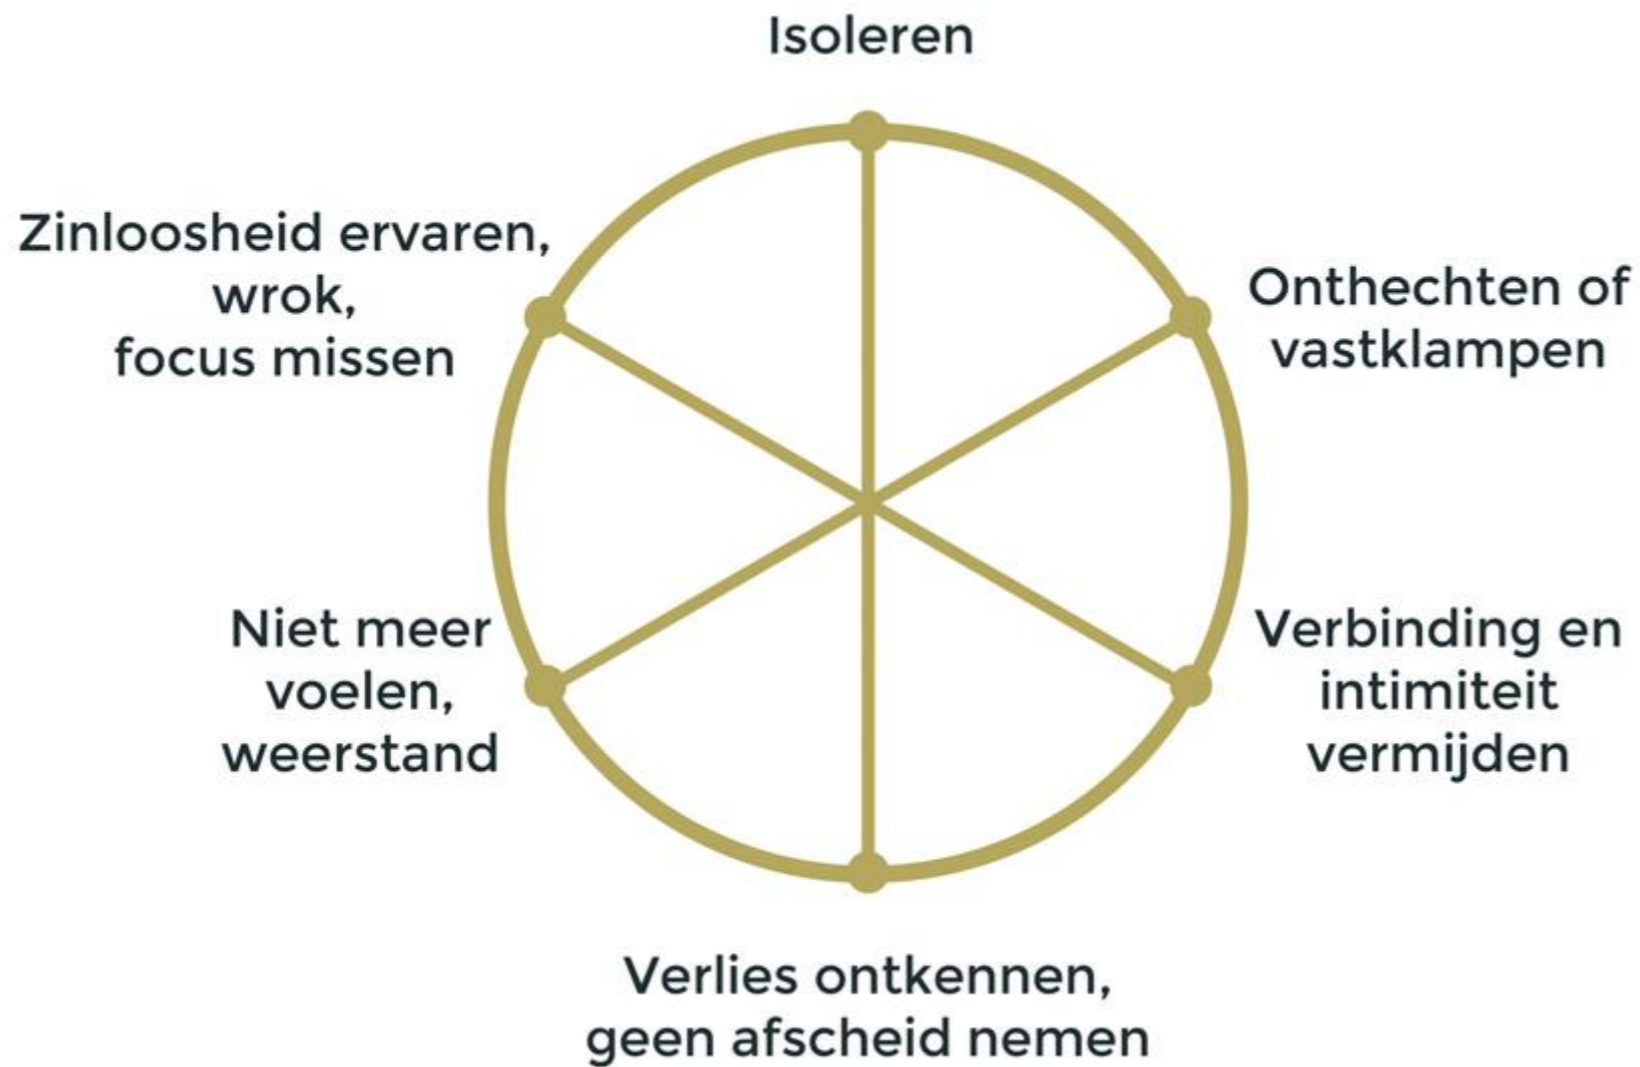 Isoleren
Onthechten of
vastklampen
Verbinding en
intimiteit
vermijden
Verlies ontkennen,
geen afscheid nemen
Niet meer
voelen,
weerstand
Zinloosheid ervaren,
wrok,
focus missen